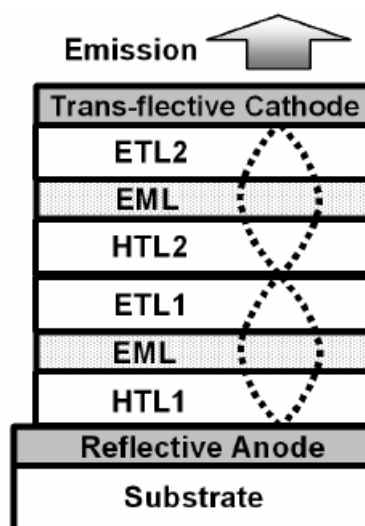 Emission
Trans-flective Cathode
ETL2
EML
HTL2
ETL1
EML
HTL1
Reflective Anode
Substrate